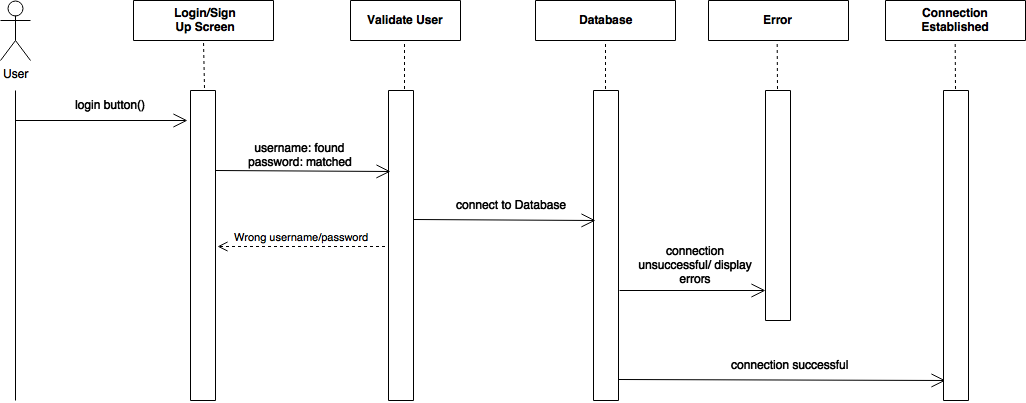 Login/Sign
Up Screen
Validate User
Database
Error
Connection
Established
User
login button()
username: found
password: matched
connect to Database
Wrong username/password
connection
unsuccessful/ display
errors
connection successful